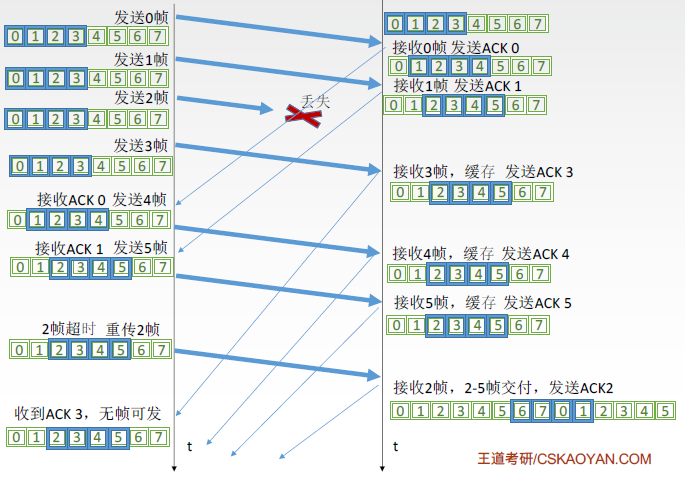 发送0帧
0 1 2 3 4 5 6 7
0 1 2 3 4 5 6 7
接收0帧 发送ACK 0
0 1 2 3 4 5 6 7
发送1帧
0 1 2 3 4 5 6 7
接收1帧 发送ACK 1
0 1 2 3 4 5 6 7
发送2帧
0 1 2 3 4 5 6 7
丢失
发送3帧
0 1 2 3 4 5 6 7
接收3帧，缓存 发送ACK 3
0 1 2 3 4 5 6 7
接收ACK 0 发送4帧
0 1 2 3 4 5 6 7
接收ACK 1 发送5帧
0 1 2 3 4 5 6 7
接收4帧，缓存 发送ACK 4
0 1 2 3 4 5 6 7
接收5帧，缓存 发送ACK 5
0 1 2 3 4 5 6 7
2帧超时 重传2帧
0 1 2 3 4 5 6 7
接收2帧，2-5帧交付，发送ACK2
0 1 2 3 4 5 6 7 0 1 2 3 4 5
收到ACK 3，无帧可发
0 1 2 3 4 5 6 7
t
t
王道考研/CSKAOYAN.COM